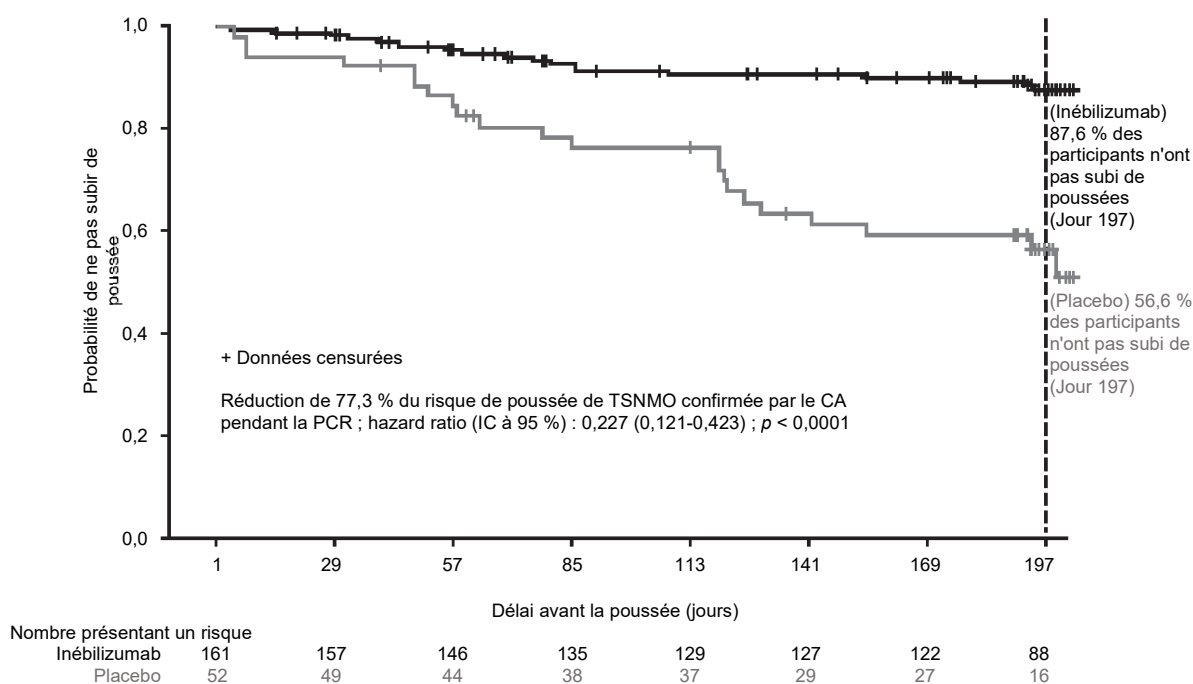 1,0
0,8
0,6
0,4
0,2
0,0
Probabilité de ne pas subir de
poussée
(Inébilizumab)
87,6 % des
participants n'ont
pas subi de
poussées
(Jour 197)
(Placebo) 56,6 %
des participants
n'ont pas subi de
poussées
(Jour 197)
+ Données censurées
Réduction de 77,3 % du risque de poussée de TSNMO confirmée par le CA
pendant la PCR ; hazard ratio (IC à 95 %) : 0,227 (0,121-0,423) ; p < 0,0001
1 29 57 85 113 141 169 197
Délai avant la poussée (jours)
Nombre présentant un risque
Inébilizumab 161 157 146 135 129 127 122 88
Placebo 52 49 44 38 37 29 27 16